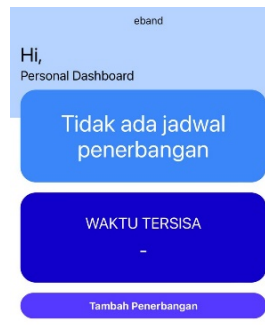 eband
Hi,
Personal Dashboard
Tidak ada jadwal
penerbangan
WAKTU TERSISA
-
Tambah Penerbangan